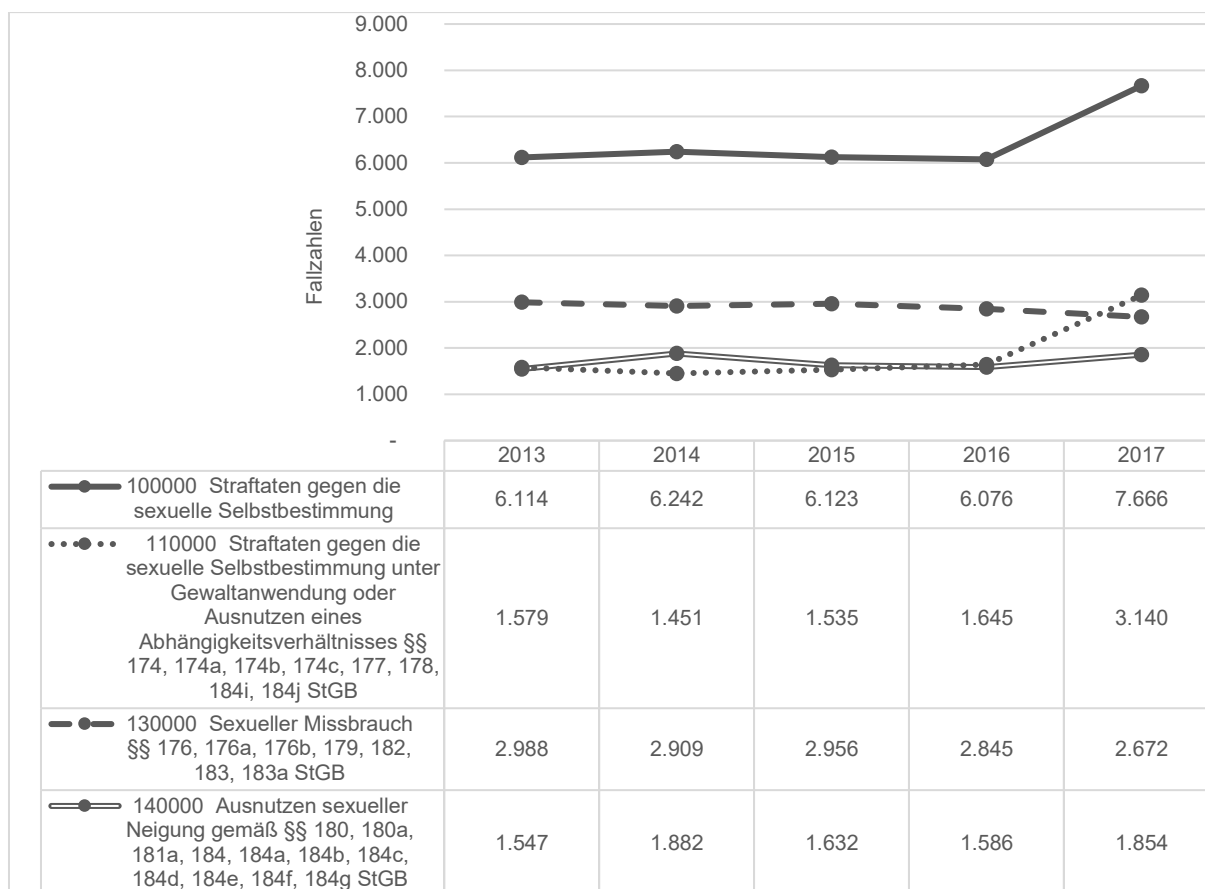 9.000
8.000
7.000
6.000
5.000
4.000
3.000
2.000
1.000
-
Fallzahlen
2013 2014 2015 2016 2017
100000 Straftaten gegen die
sexuelle Selbstbestimmung
6.114 6.242 6.123 6.076 7.666
110000 Straftaten gegen die
sexuelle Selbstbestimmung unter
Gewaltanwendung oder
Ausnutzen eines
Abhängigkeitsverhältnisses §§
174, 174a, 174b, 174c, 177, 178,
184i, 184j StGB
1.579 1.451 1.535 1.645 3.140
130000 Sexueller Missbrauch
§§ 176, 176a, 176b, 179, 182,
183, 183a StGB
2.988 2.909 2.956 2.845 2.672
140000 Ausnutzen sexueller
Neigung gemäß §§ 180, 180a,
181a, 184, 184a, 184b, 184c,
184d, 184e, 184f, 184g StGB
1.547 1.882 1.632 1.586 1.854